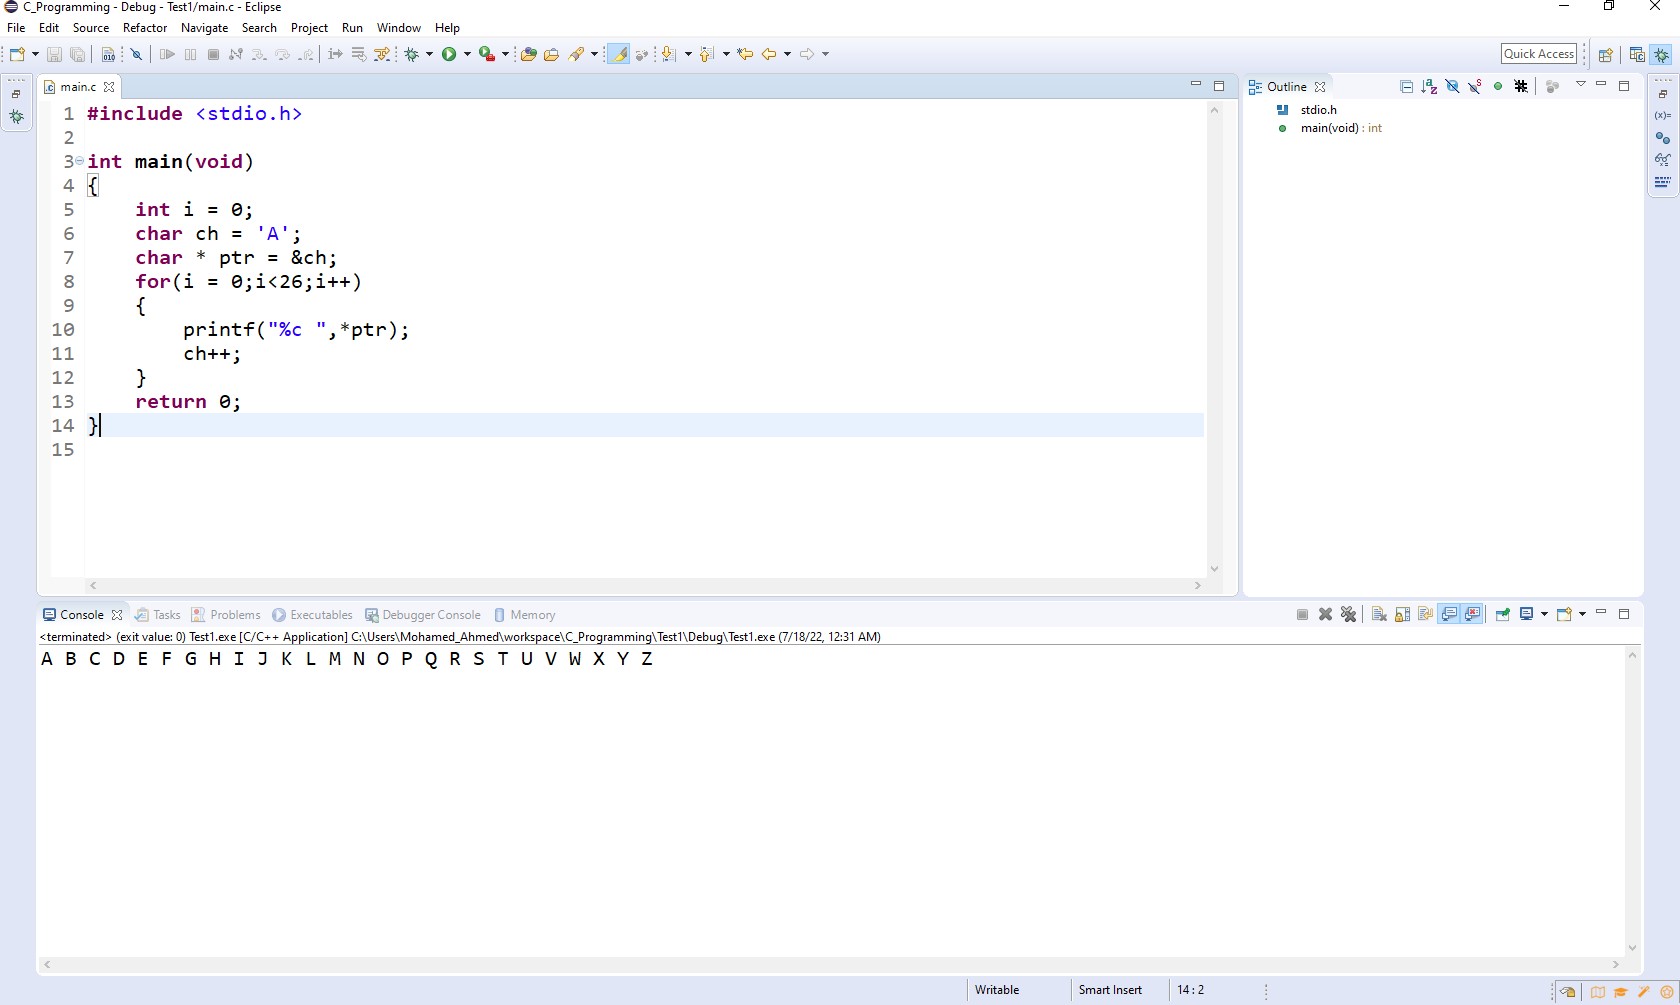 C_Programming - Debug - Test1/main.c - Eclipse
File Edit Source Refactor Navigate Search Project Run Window Help
Quick Access
main.c
1 #include <stdio.h>
2
3 int main(void)
4 {
5     int i = 0;
6     char ch = 'A';
7     char * ptr = &ch;
8     for(i = 0;i<26;i++)
9     {
10         printf("%c ",*ptr);
11         ch++;
12     }
13     return 0;
14 }
15
Outline
stdio.h
main(void) : int
Console Tasks Problems Executables Debugger Console Memory
<terminated> (exit value: 0) Test1.exe [C/C++ Application] C:\Users\Mohamed_Ahmed\workspace\C_Programming\Test1\Debug\Test1.exe (7/18/22, 12:31 AM)
A B C D E F G H I J K L M N O P Q R S T U V W X Y Z
Writable Smart Insert 14 : 2